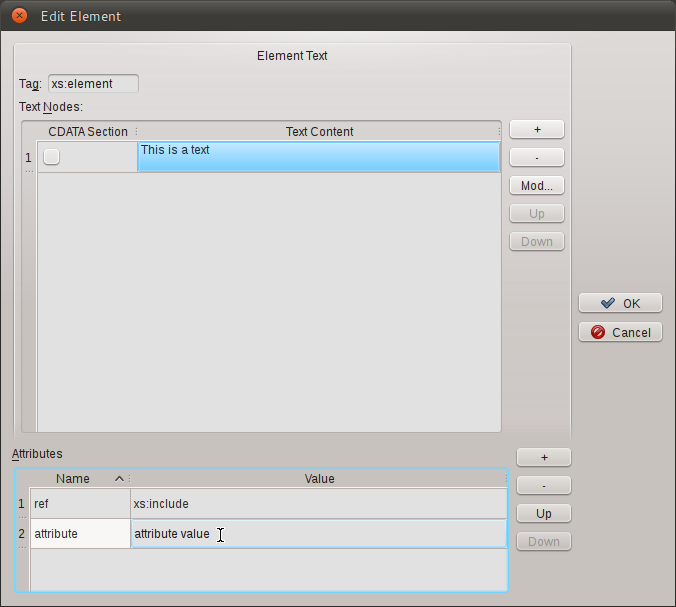 Edit Element
Element Text
Tag: xs:element
Text Nodes:
CDATA Section Text Content
1 This is a text
+
-
Mod...
Up
Down
OK
Cancel
Attributes
Name Value
1 ref xs:include
2 attribute attribute value
+
-
Up
Down